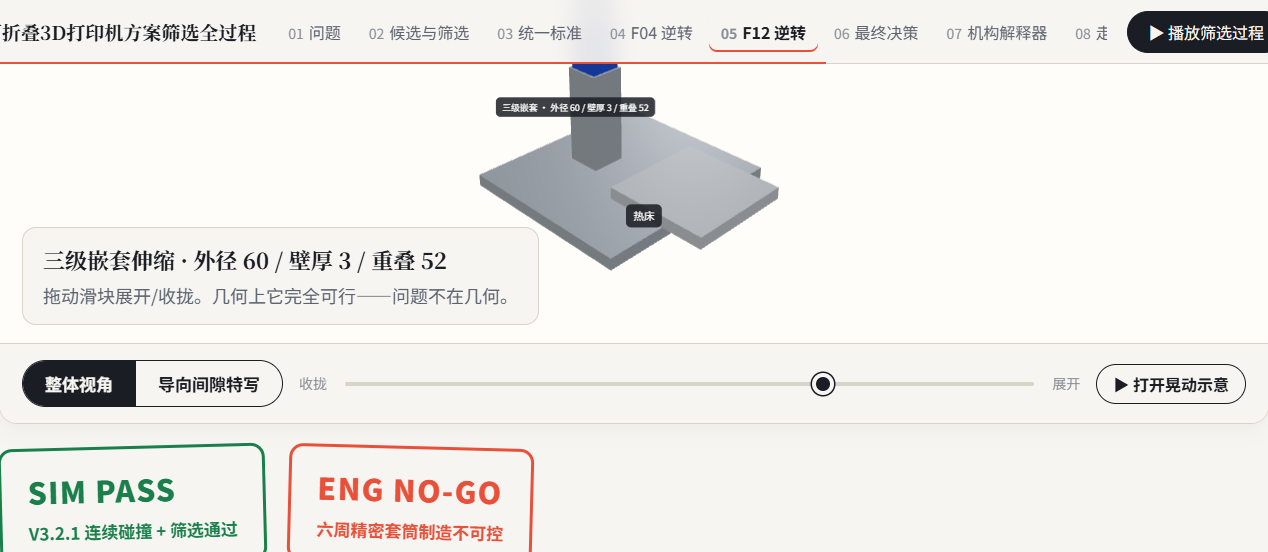 折叠3D打印机方案筛选全过程
01 问题
02 候选与筛选
03 统一标准
04 F04 逆转
05 F12 逆转
06 最终决策
07 机构解释器
08
▶ 播放筛选过程
三级嵌套 · 外径 60 / 壁厚 3 / 重叠 52
热床
三级嵌套伸缩 · 外径 60 / 壁厚 3 / 重叠 52
拖动滑块展开/收拢。几何上它完全可行——问题不在几何。
整体视角
导向间隙特写
收拢
展开
▶ 打开晃动示意
SIM PASS
V3.2.1 连续碰撞 + 筛选通过
ENG NO-GO
六周精密套筒制造不可控